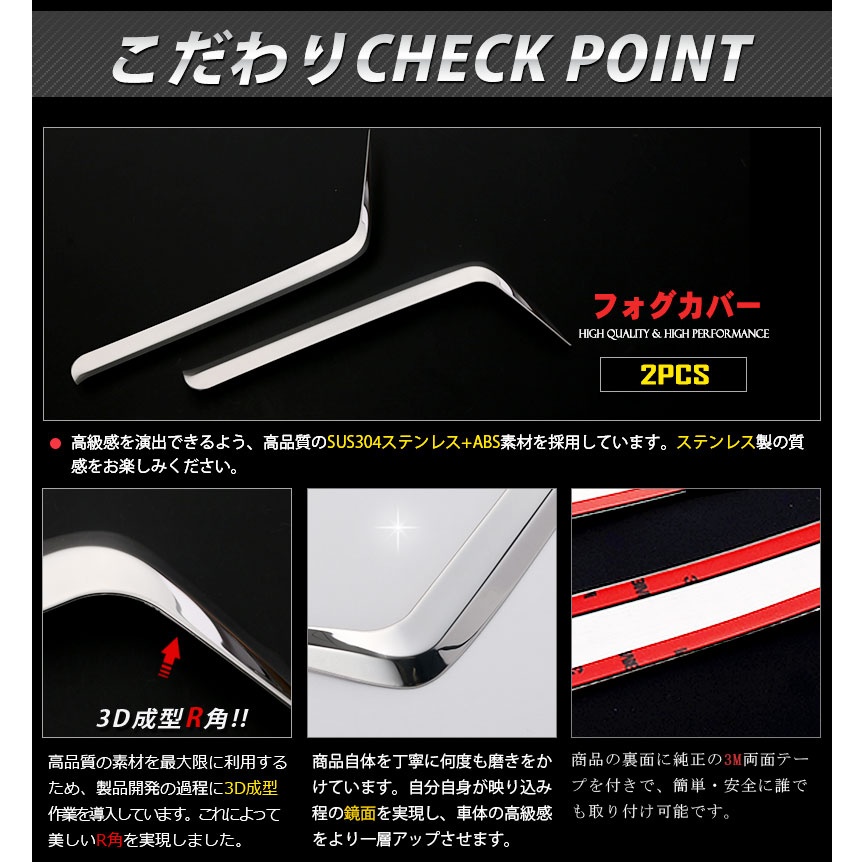 こだわりCHECK POINT
フォグカバー
HIGH QUALITY & HIGH PERFORMANCE
2PCS
高級感を演出できるよう、高品質のSUS304ステンレス+ABS素材を採用しています。ステンレス製の質
感をお楽しみください。
3D成型R角!!
高品質の素材を最大限に利用する
ため、製品開発の過程に3D成型
作業を導入しています。これによって
美しいR角を実現しました。
商品自体を丁寧に何度も磨きをか
けています。自分自身が映り込み
程の鏡面を実現し、車体の高級感
をより一層アップさせます。
商品の裏面に純正の3M両面テー
プを付きで、簡単・安全に誰で
も取り付け可能です。